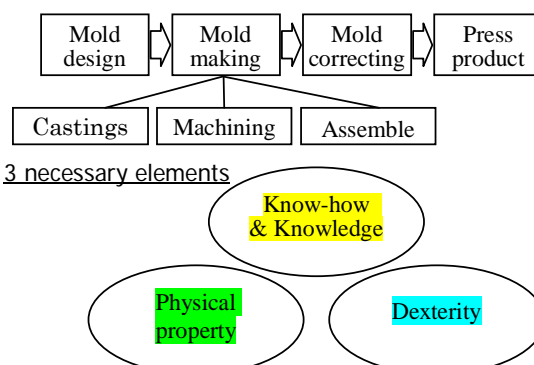 Mold design
Mold making
Mold correcting
Press product
Castings
Machining
Assemble
3 necessary elements
Know-how
& Knowledge
Physical
property
Dexterity